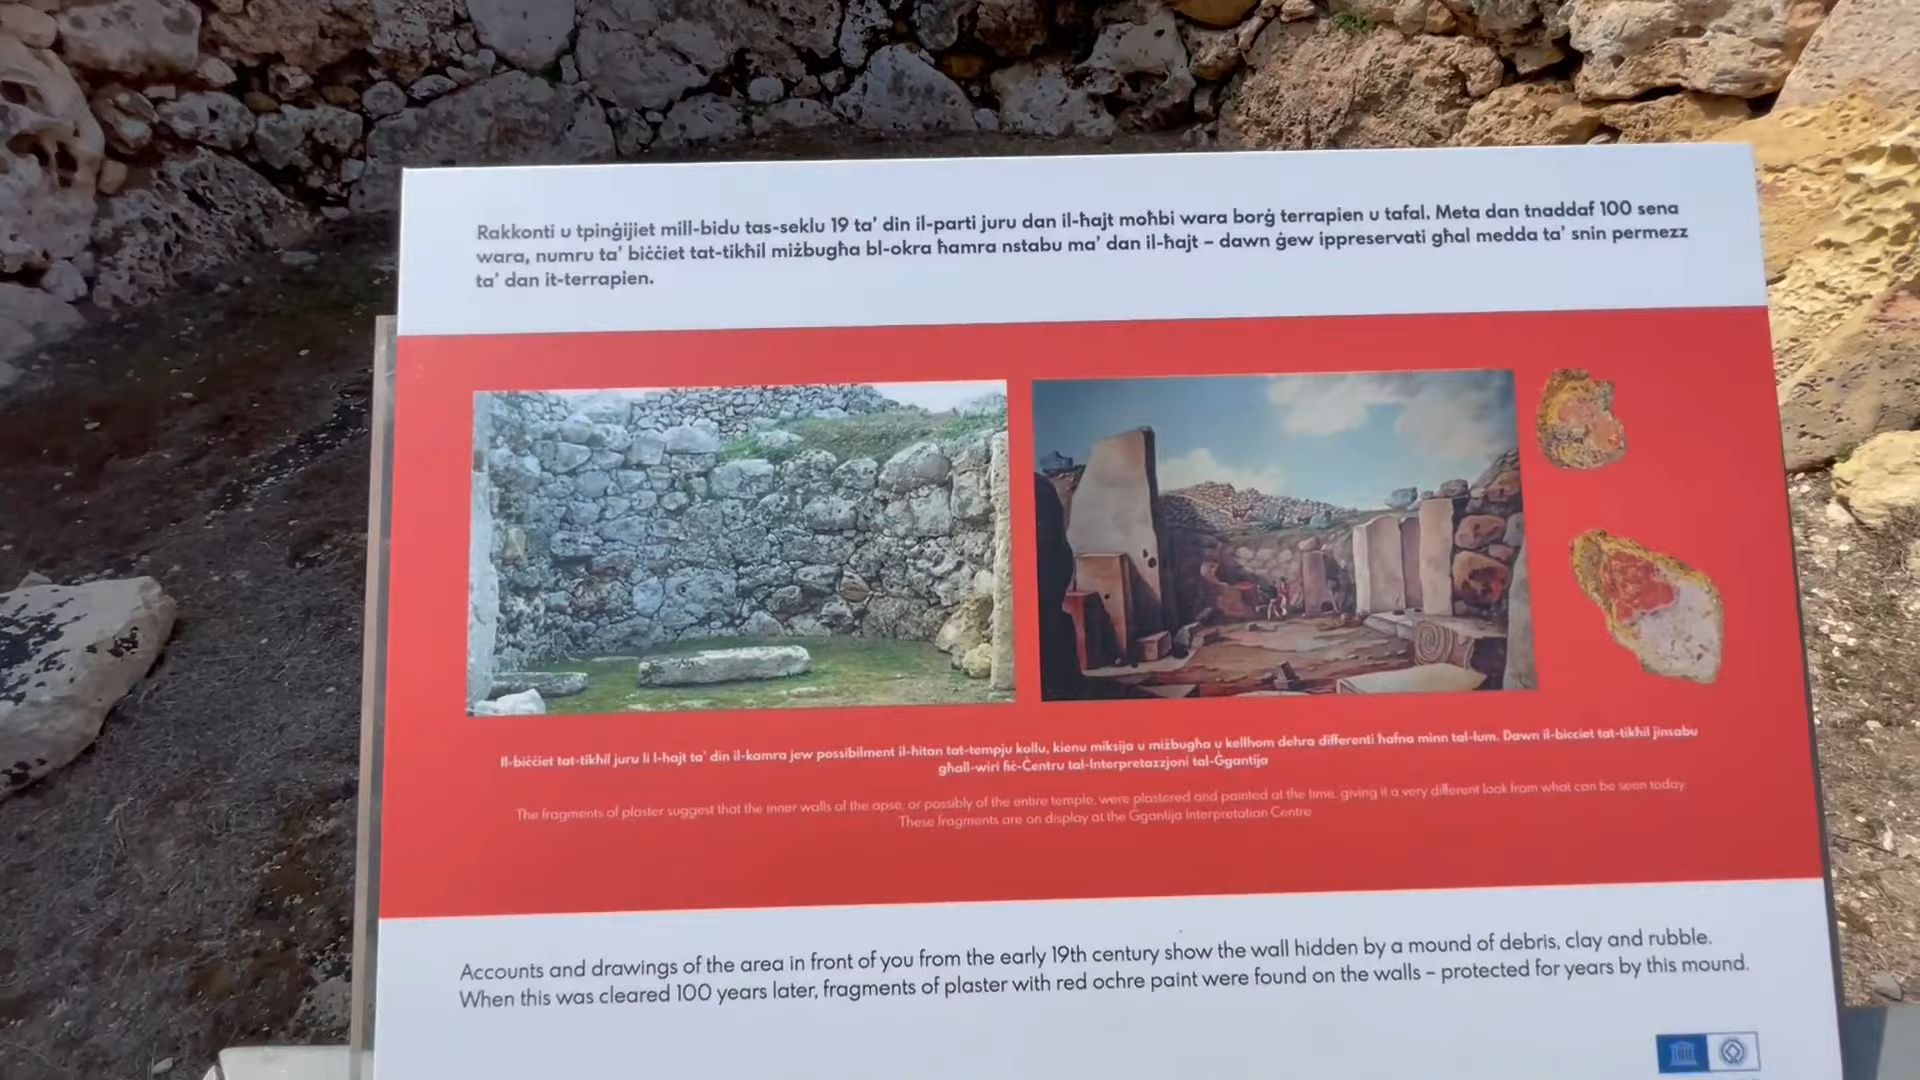 Rakkonti u tpinġijiet mill-bidu tas-seklu 19 ta' din il-parti juru dan il-ħajt moħbi wara borġ terrapien u tafal. Meta dan tnaddaf 100 sena
wara, numru ta' biċċiet tat-tikħil miżbugħa bl-okra ħamra nstabu ma' dan il-ħajt – dawn ġew ippreservati għal medda ta' snin permezz
ta' dan it-terrapien.
Il-biċċiet tat-tikħil juru li l-ħajt ta' din il-kamra jew possibilment il-ħitan tat-tempju kollu, kienu miksija u miżbugħa u kellhom dehra differenti ħafna minn tal-lum. Dawn il-biċċiet tat-tikħil jinsabu
għall-wiri fiċ-Ċentru tal-Interpretazzjoni tal-Ġgantija
The fragments of plaster suggest that the inner walls of the apse, or possibly of the entire temple, were plastered and painted at the time, giving it a very different look from what can be seen today.
These fragments are on display at the Ġgantija Interpretation Centre
Accounts and drawings of the area in front of you from the early 19th century show the wall hidden by a mound of debris, clay and rubble.
When this was cleared 100 years later, fragments of plaster with red ochre paint were found on the walls – protected for years by this mound.